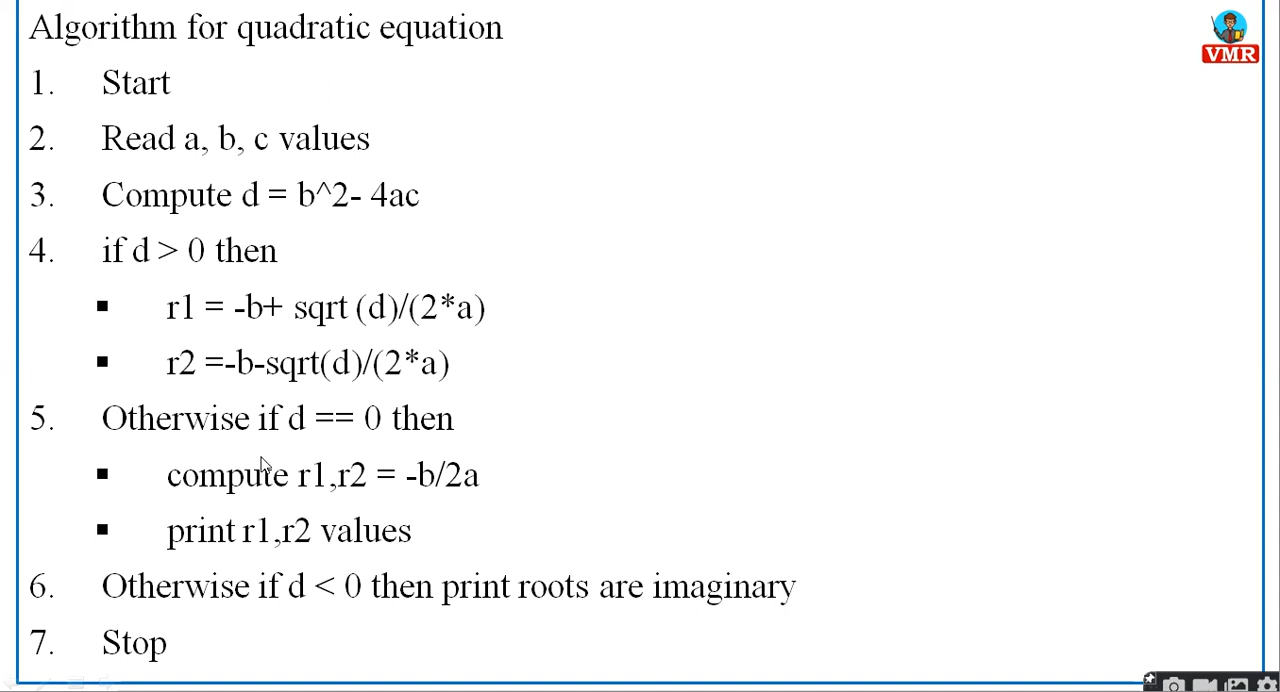 Algorithm for quadratic equation
VMR
1. Start
2. Read a, b, c values
3. Compute d = b^2- 4ac
4. if d > 0 then
▪ r1 = -b+ sqrt (d)/(2*a)
▪ r2 =-b-sqrt(d)/(2*a)
5. Otherwise if d == 0 then
▪ compute r1,r2 = -b/2a
▪ print r1,r2 values
6. Otherwise if d < 0 then print roots are imaginary
7. Stop